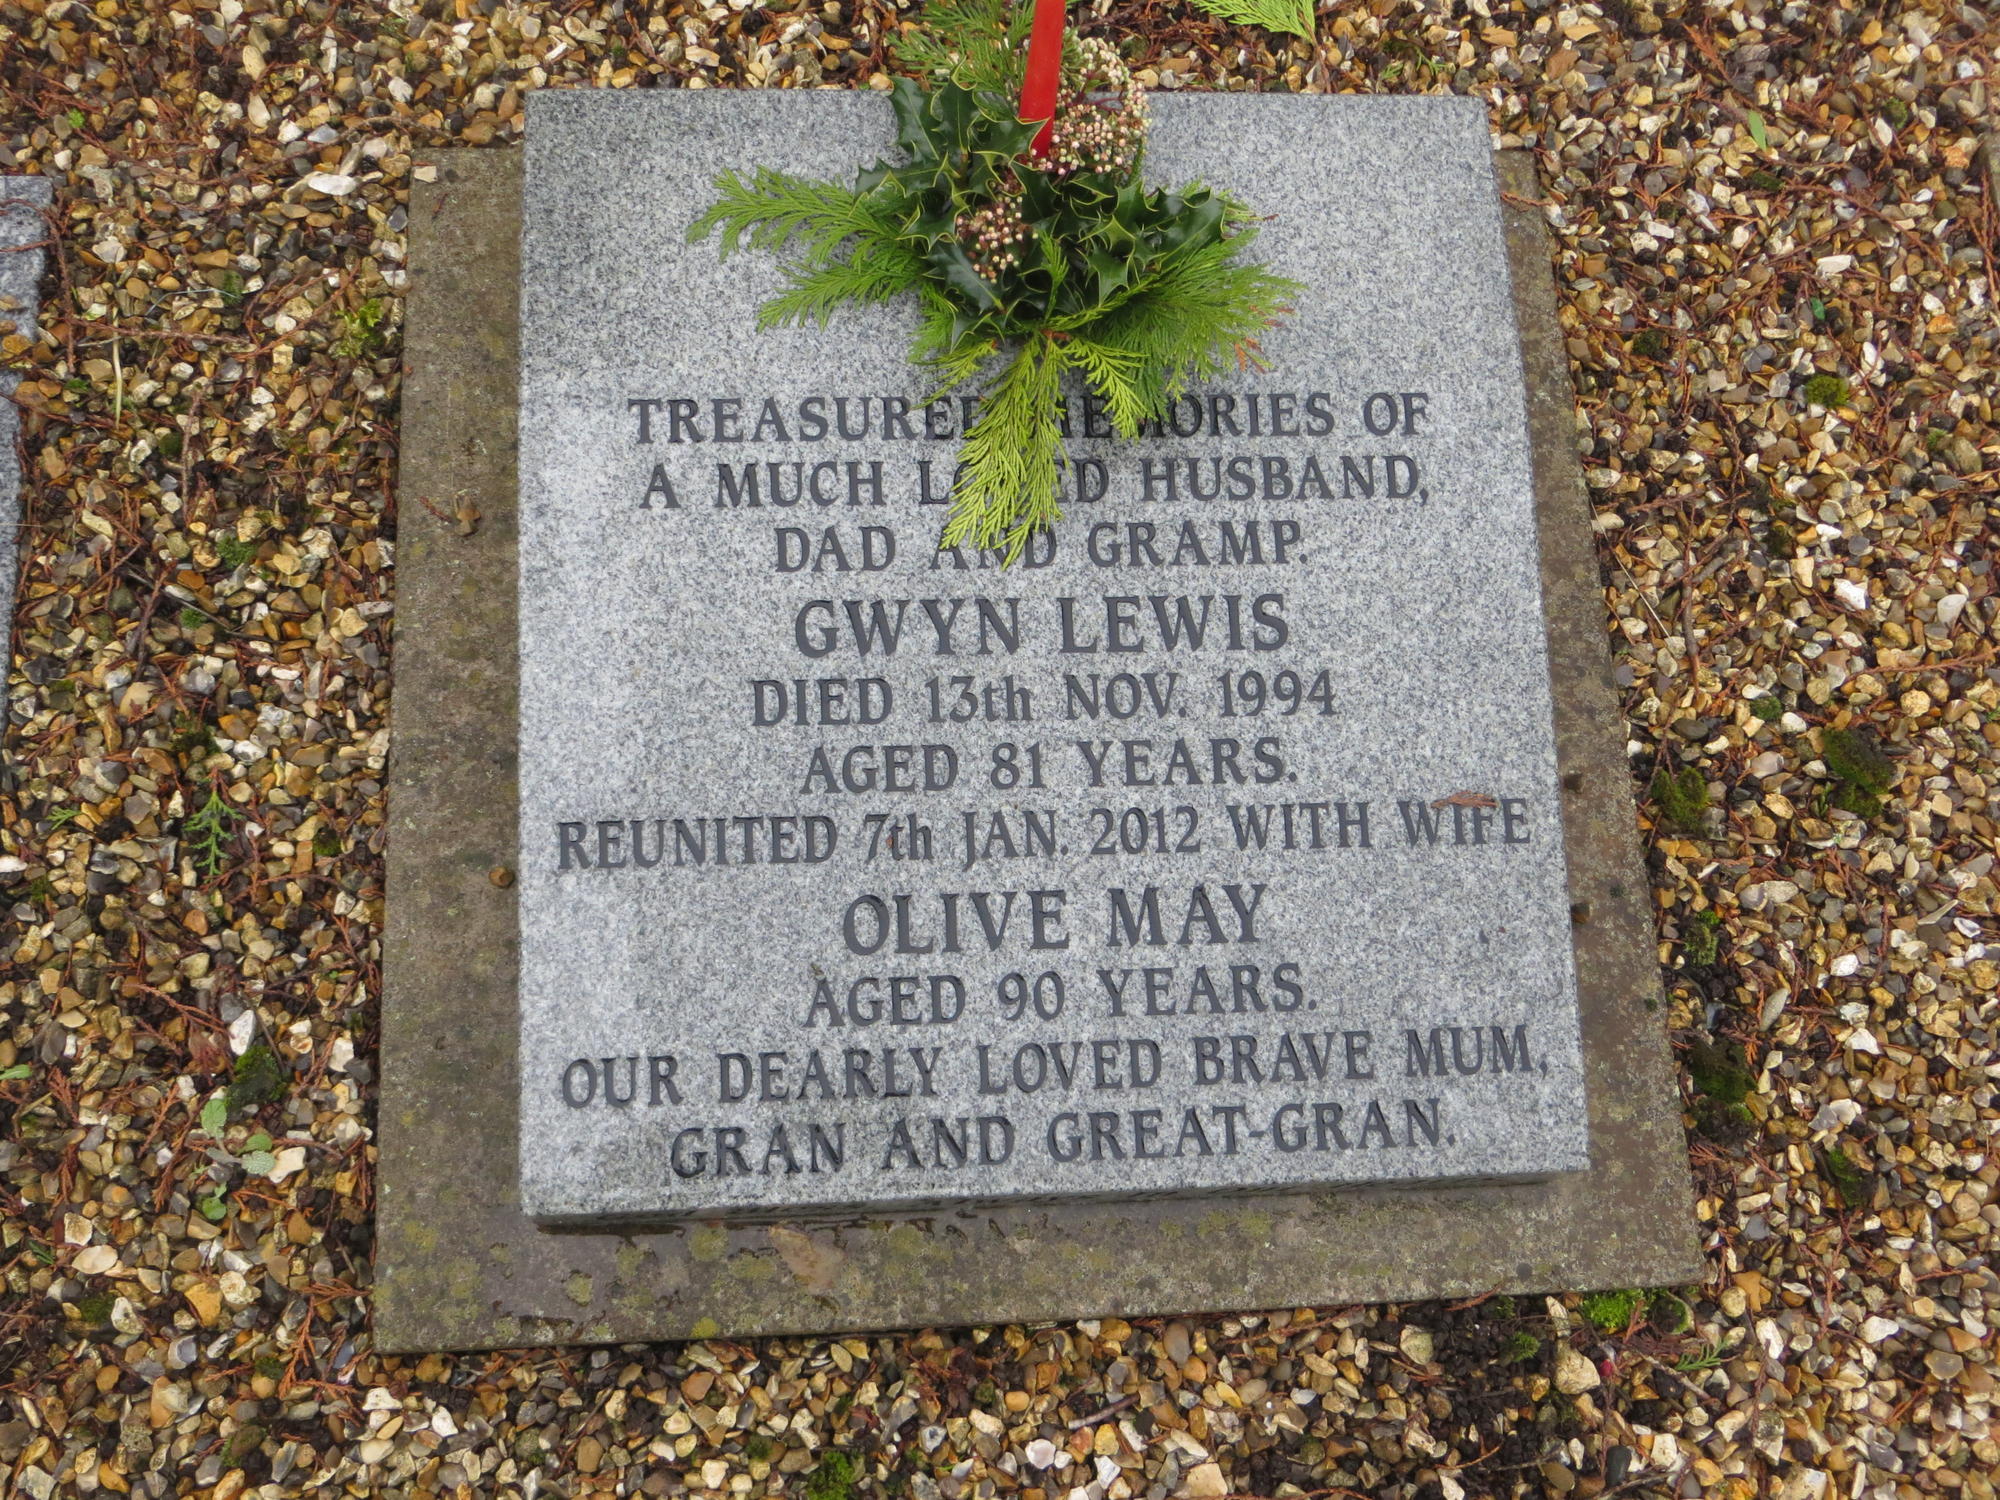 TREASURED MEMORIES OF
A MUCH LOVED HUSBAND,
DAD AND GRAMP.
GWYN LEWIS
DIED 13th NOV. 1994
AGED 81 YEARS.
REUNITED 7th JAN. 2012 WITH WIFE
OLIVE MAY
AGED 90 YEARS.
OUR DEARLY LOVED BRAVE MUM,
GRAN AND GREAT-GRAN.